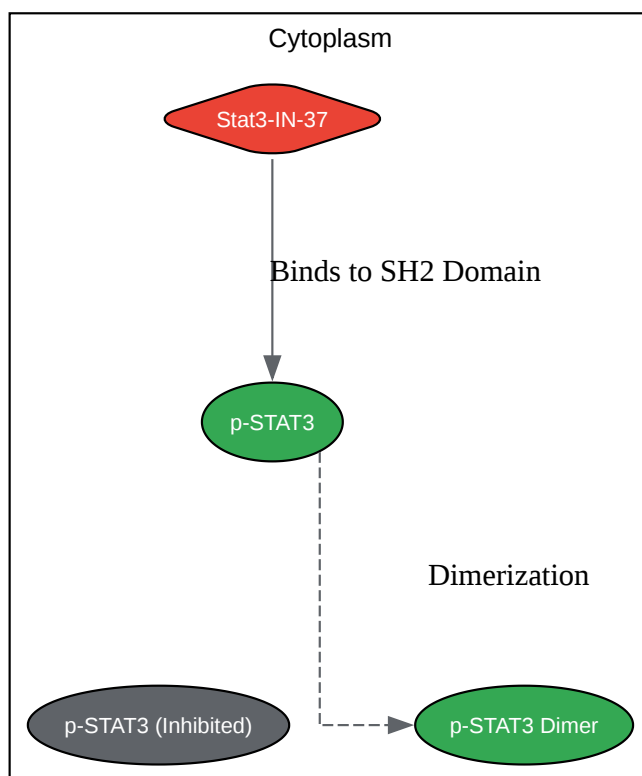 Cytoplasm
Stat3-IN-37
Binds to SH2 Domain
p-STAT3
Dimerization
p-STAT3 (Inhibited)
p-STAT3 Dimer